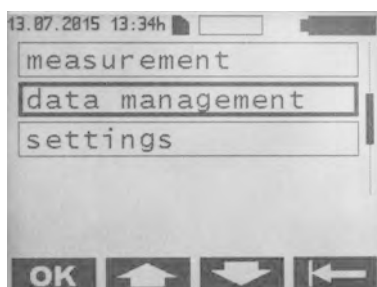 13.07.2015 13:34h
measurement
data management
settings
OK